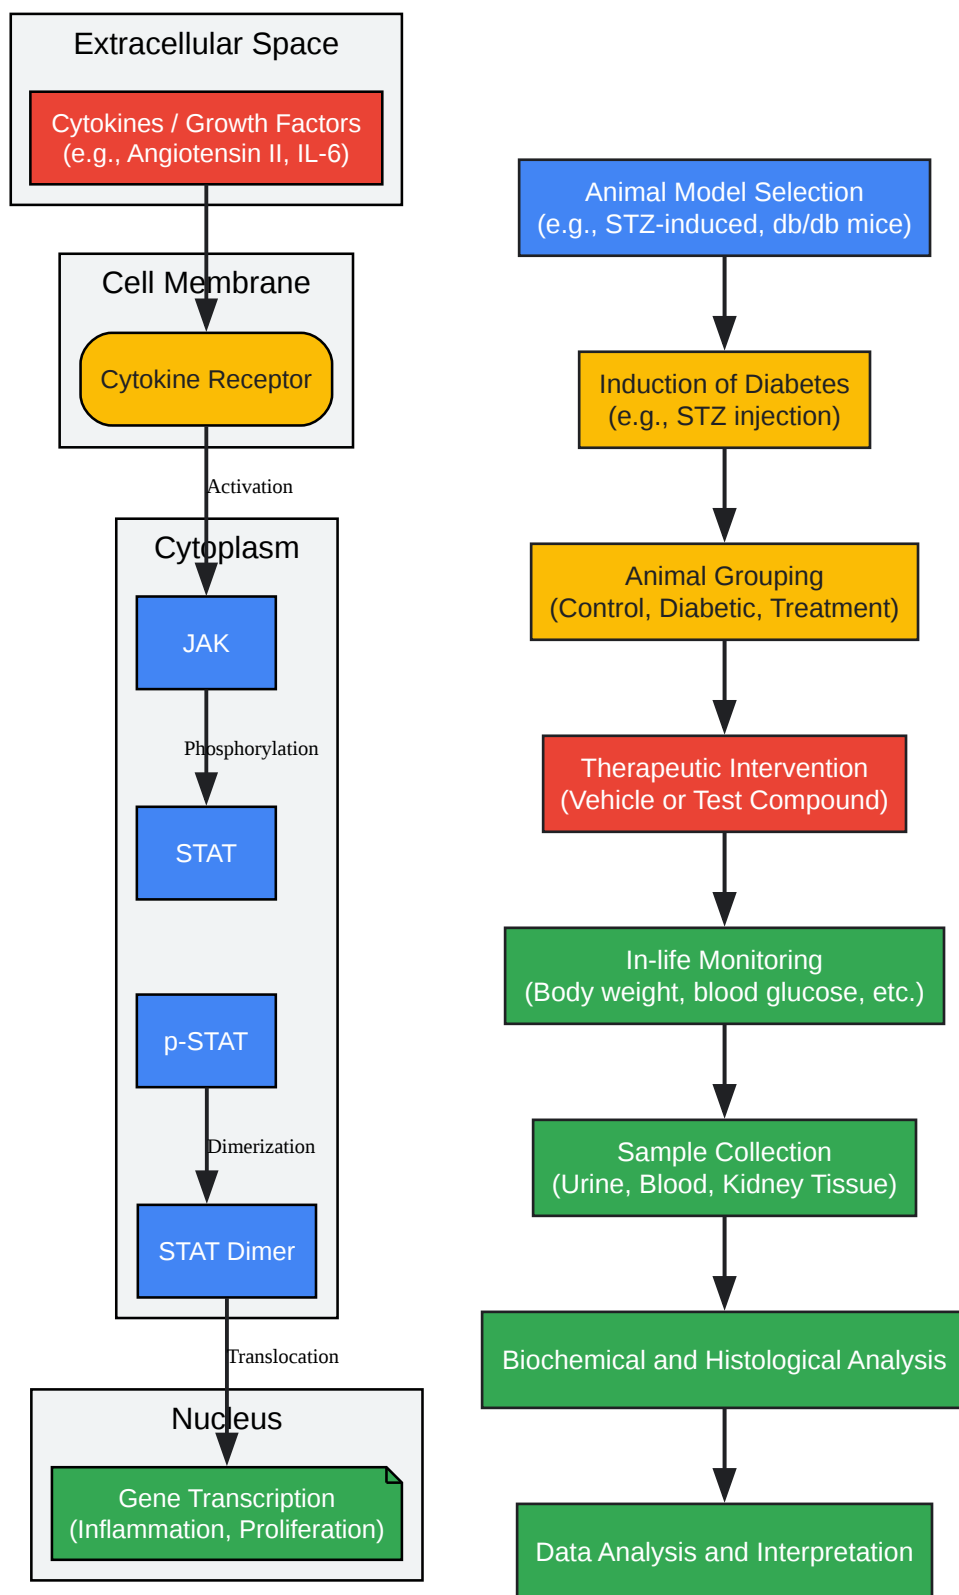 Extracellular Space
Cytokines / Growth Factors
(e.g., Angiotensin II, IL-6)
Cell Membrane
Cytokine Receptor
Activation
Cytoplasm
JAK
Phosphorylation
STAT
p-STAT
Dimerization
STAT Dimer
Translocation
Nucleus
Gene Transcription
(Inflammation, Proliferation)
Animal Model Selection
(e.g., STZ-induced, db/db mice)
Induction of Diabetes
(e.g., STZ injection)
Animal Grouping
(Control, Diabetic, Treatment)
Therapeutic Intervention
(Vehicle or Test Compound)
In-life Monitoring
(Body weight, blood glucose, etc.)
Sample Collection
(Urine, Blood, Kidney Tissue)
Biochemical and Histological Analysis
Data Analysis and Interpretation